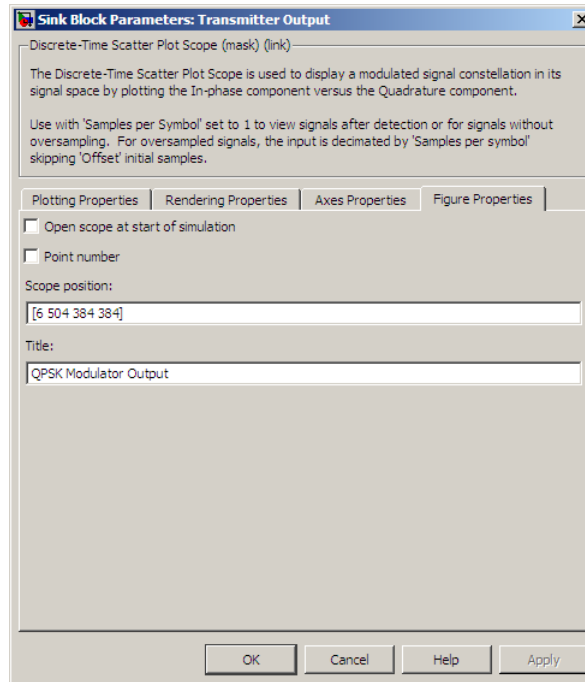 Sink Block Parameters: Transmitter Output
Discrete-Time Scatter Plot Scope (mask) (link)
The Discrete-Time Scatter Plot Scope is used to display a modulated signal constellation in its
signal space by plotting the In-phase component versus the Quadrature component.
Use with 'Samples per Symbol' set to 1 to view signals after detection or for signals without
oversampling. For oversampled signals, the input is decimated by 'Samples per symbol'
skipping 'Offset' initial samples.
Plotting Properties Rendering Properties Axes Properties Figure Properties
Open scope at start of simulation
Point number
Scope position:
[6 504 384 384]
Title:
QPSK Modulator Output
OK Cancel Help Apply